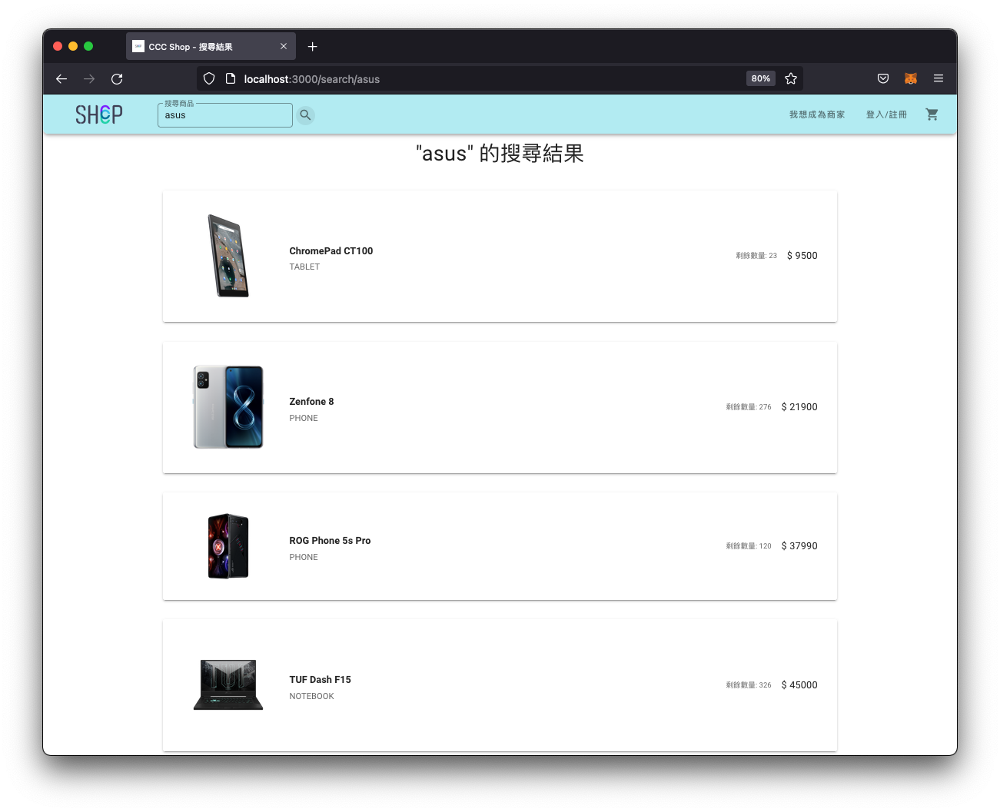 CCC Shop - 搜尋結果
localhost:3000/search/asus
80%
SHOP
搜尋商品
asus
我想成為商家
登入/註冊
"asus" 的搜尋結果
ChromePad CT100
TABLET
剩餘數量: 23
$ 9500
Zenfone 8
PHONE
剩餘數量: 276
$ 21900
ROG Phone 5s Pro
PHONE
剩餘數量: 120
$ 37990
TUF Dash F15
NOTEBOOK
剩餘數量: 326
$ 45000